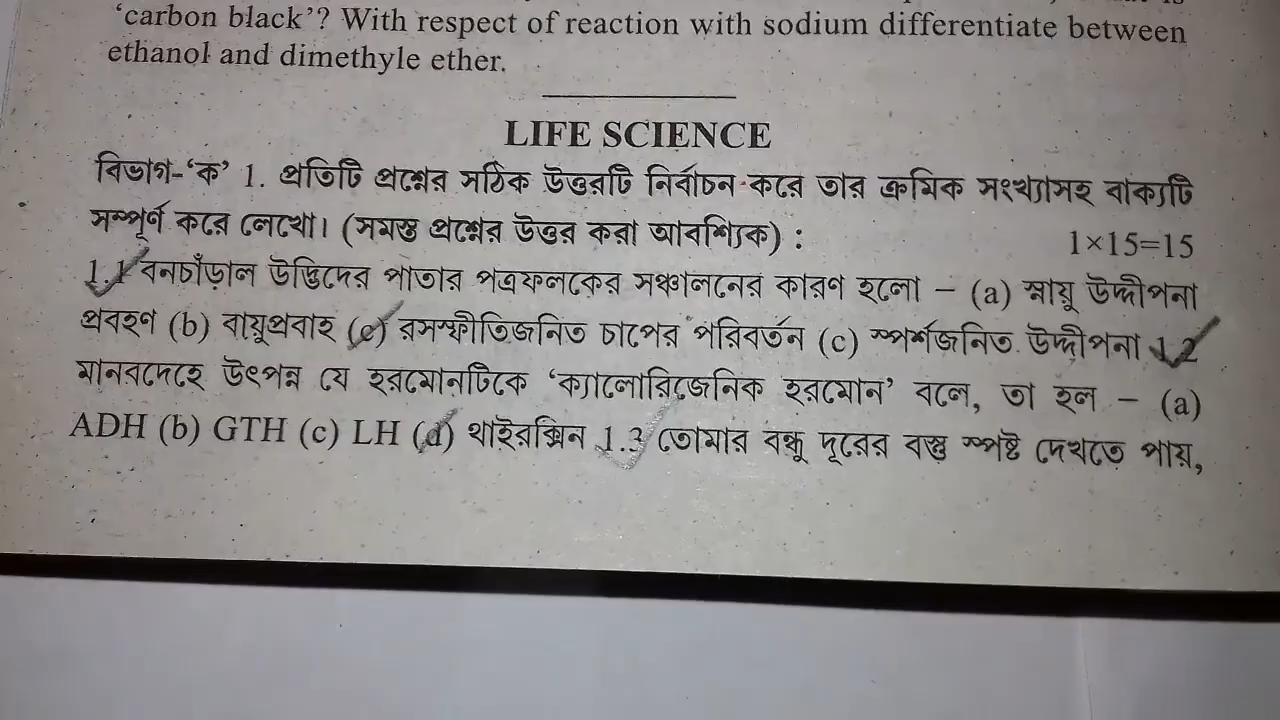 ‘carbon black’? With respect of reaction with sodium differentiate between
ethanol and dimethyle ether.
LIFE SCIENCE
বিভাগ-‘ক’ 1. প্রতিটি প্রশ্নের সঠিক উত্তরটি নির্বাচন করে তার ক্রমিক সংখ্যাসহ বাক্যটি
সম্পূর্ণ করে লেখো। (সমস্ত প্রশ্নের উত্তর করা আবশ্যিক) : 1×15=15
1.1 বনচাঁড়াল উদ্ভিদের পাতার পত্রফলকের সঞ্চালনের কারণ হলো – (a) স্নায়ু উদ্দীপনা
প্রবহণ (b) বায়ুপ্রবাহ (c) রসস্ফীতিজনিত চাপের পরিবর্তন (c) স্পর্শজনিত উদ্দীপনা 1.2
মানবদেহে উৎপন্ন যে হরমোনটিকে ‘ক্যালোরিজেনিক হরমোন’ বলে, তা হল – (a)
ADH (b) GTH (c) LH (d) থাইরক্সিন 1.3 তোমার বন্ধু দূরের বস্তু স্পষ্ট দেখতে পায়,